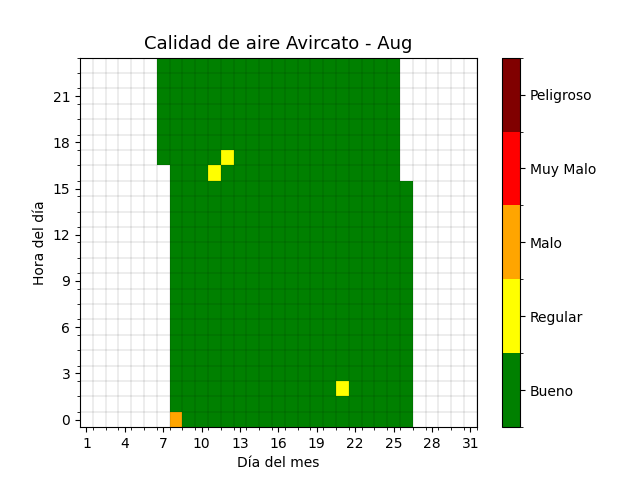 Calidad de aire Avircato - Aug
21
18
15
12
9
6
3
0
Hora del día
1 4 7 10 13 16 19 22 25 28 31
Día del mes
Peligroso
Muy Malo
Malo
Regular
Bueno